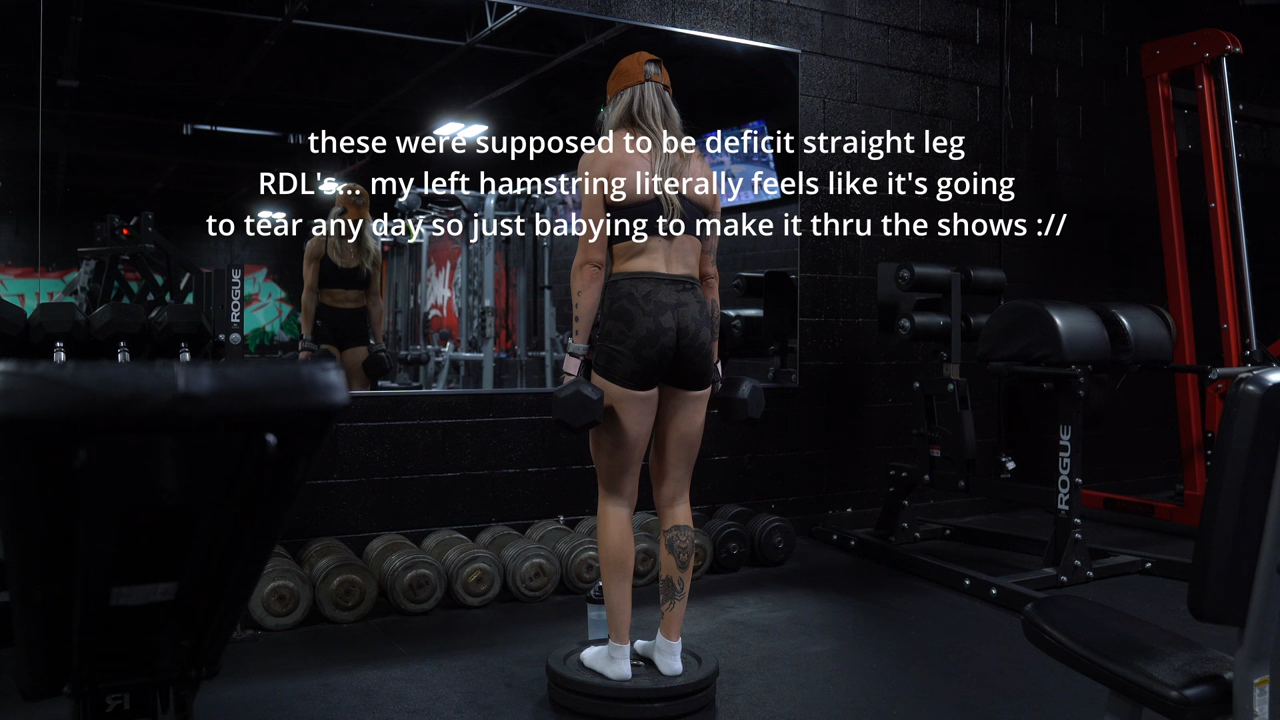 these were supposed to be deficit straight leg
RDL's... my left hamstring literally feels like it's going
to tear any day so just babying to make it thru the shows ://
ROGUE
ROGUE